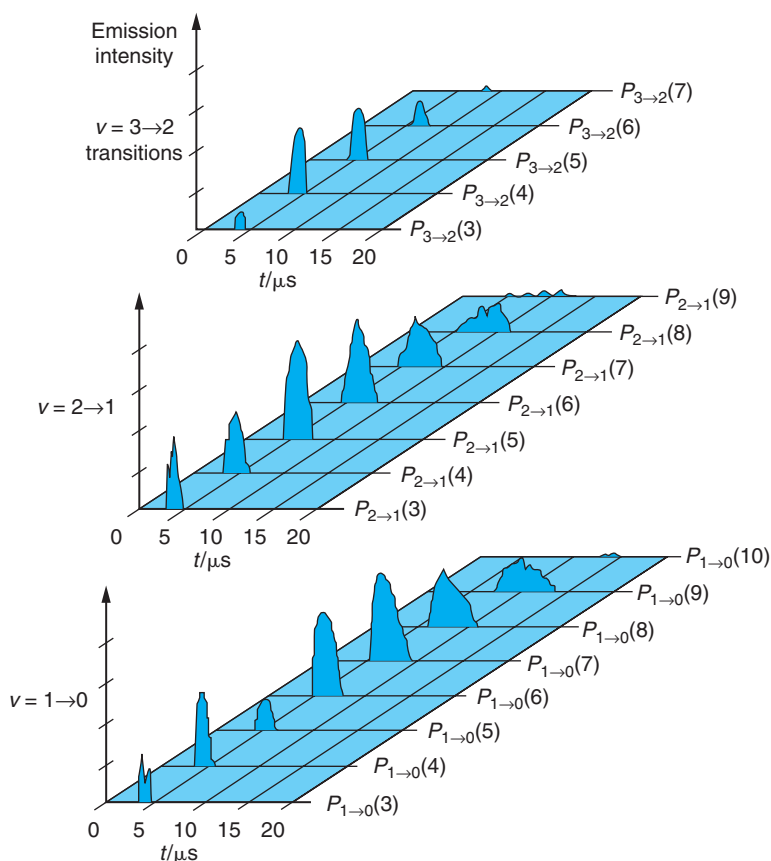 Emission
intensity
v = 3→2
transitions
P3→2(7)
P3→2(6)
P3→2(5)
P3→2(4)
P3→2(3)
0 5 10 15 20
t/μs
v = 2→1
P2→1(9)
P2→1(8)
P2→1(7)
P2→1(6)
P2→1(5)
P2→1(4)
P2→1(3)
0 5 10 15 20
t/μs
v = 1→0
P1→0(10)
P1→0(9)
P1→0(8)
P1→0(7)
P1→0(6)
P1→0(5)
P1→0(4)
P1→0(3)
0 5 10 15 20
t/μs